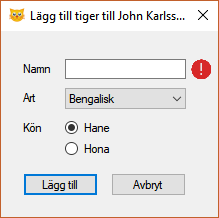 Lägg till tiger till John Karlss...
Namn
Art Bengalisk
Kön Hane
Hona
Lägg till Avbryt